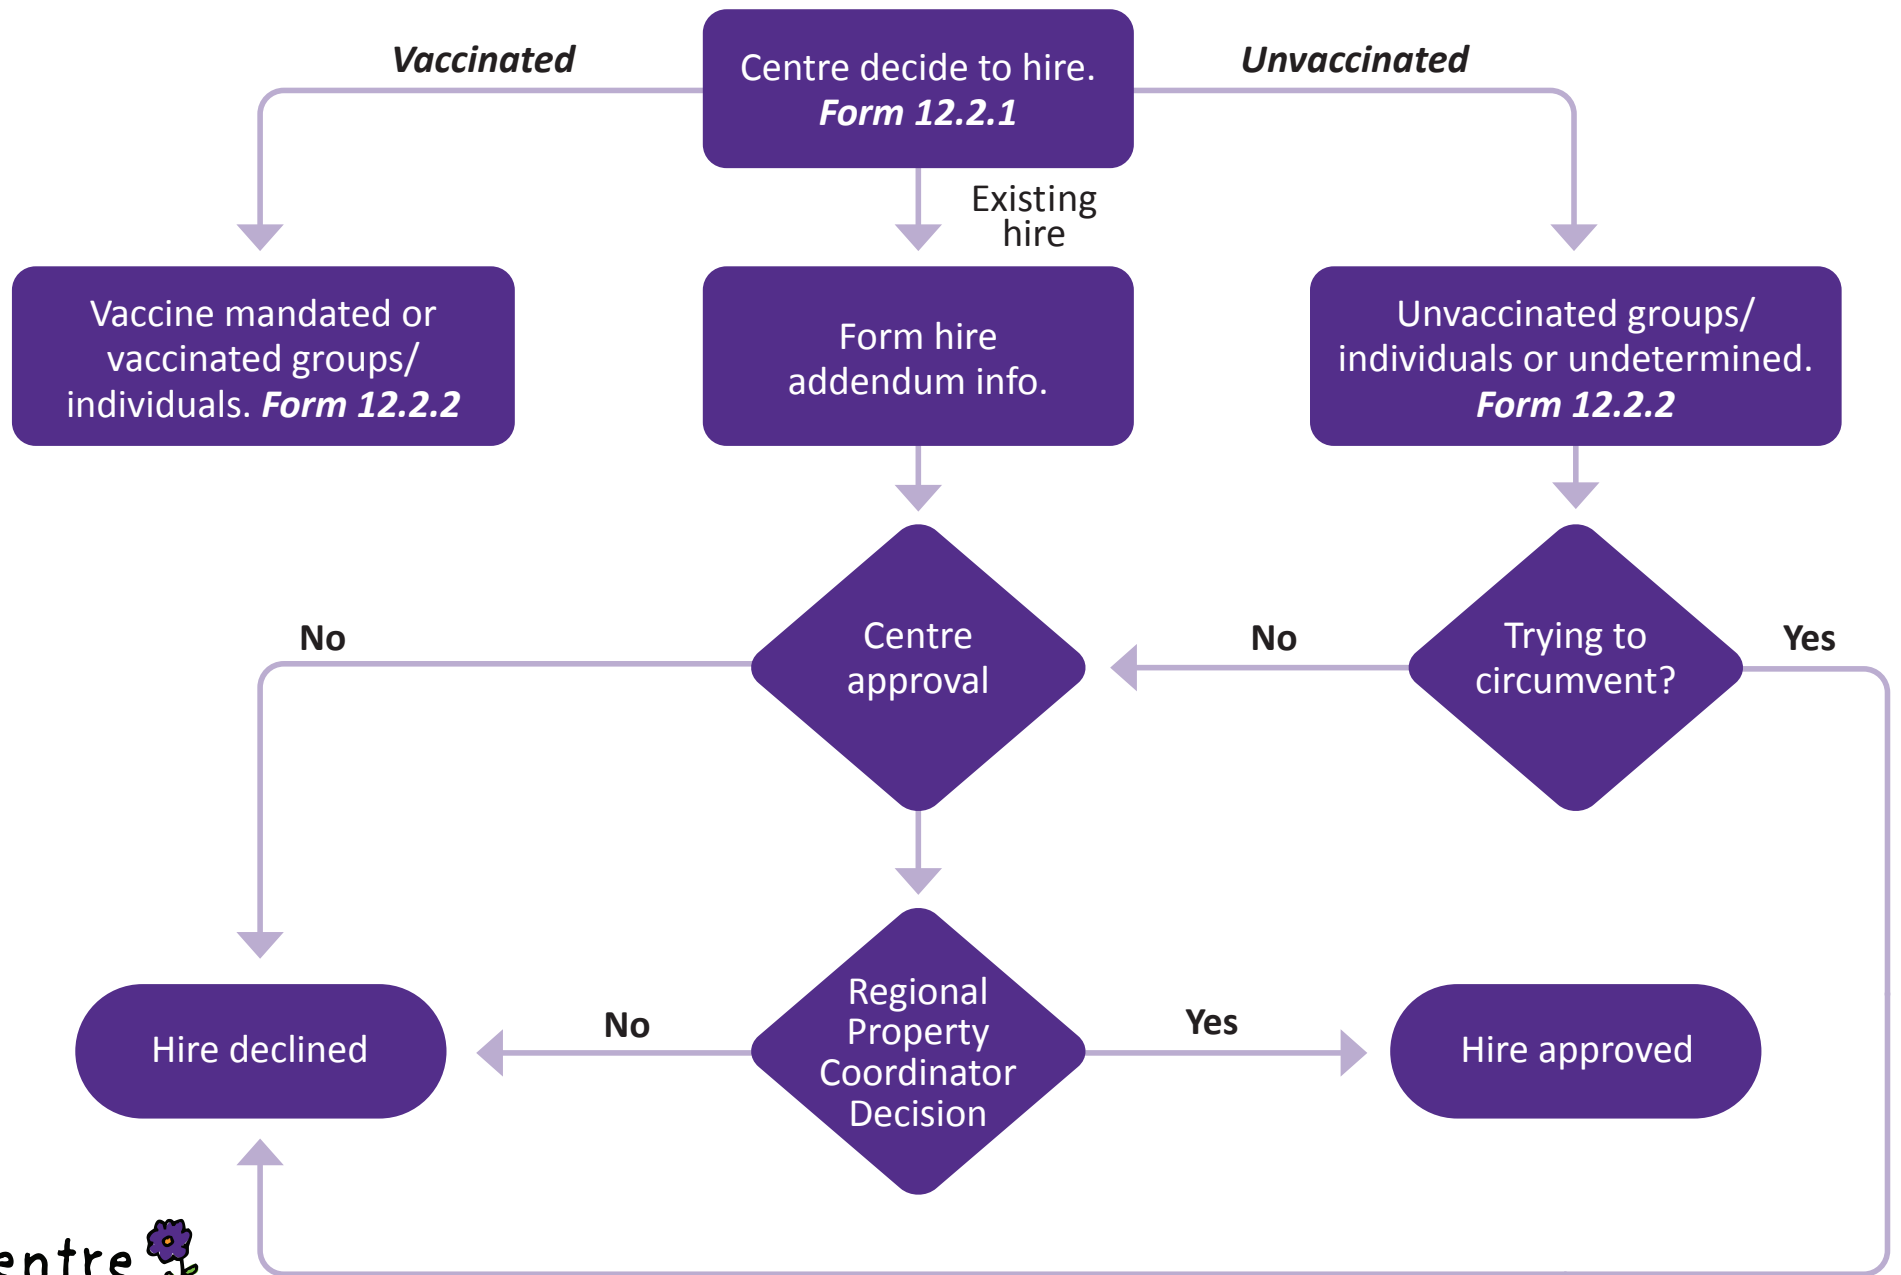 Vaccinated
Centre decide to hire.
Form 12.2.1
Unvaccinated
Existing
hire
Vaccine mandated or
vaccinated groups/
individuals. Form 12.2.2
Form hire
addendum info.
Unvaccinated groups/
individuals or undetermined.
Form 12.2.2
No
Centre
approval
No
Trying to
circumvent?
Yes
Hire declined
No
Regional
Property
Coordinator
Decision
Yes
Hire approved
entre